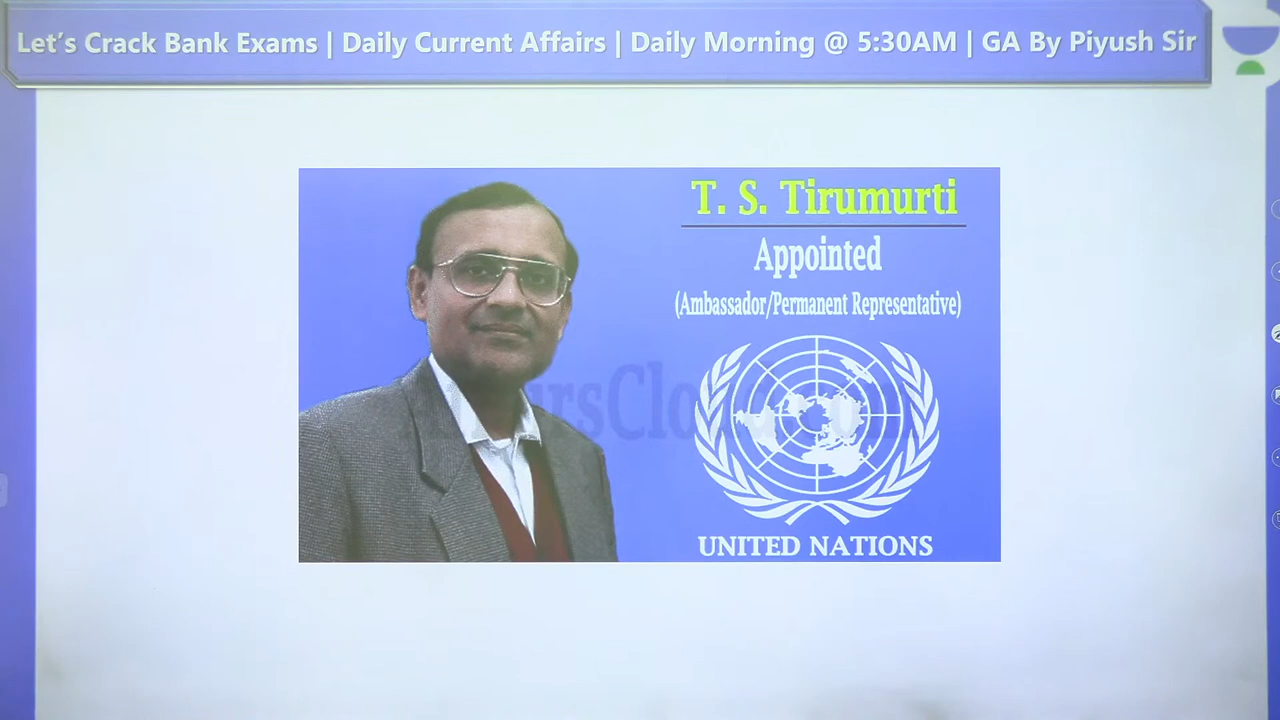 Let's Crack Bank Exams | Daily Current Affairs | Daily Morning @ 5:30AM | GA By Piyush Sir
T. S. Tirumurti
Appointed
(Ambassador/Permanent Representative)
UNITED NATIONS